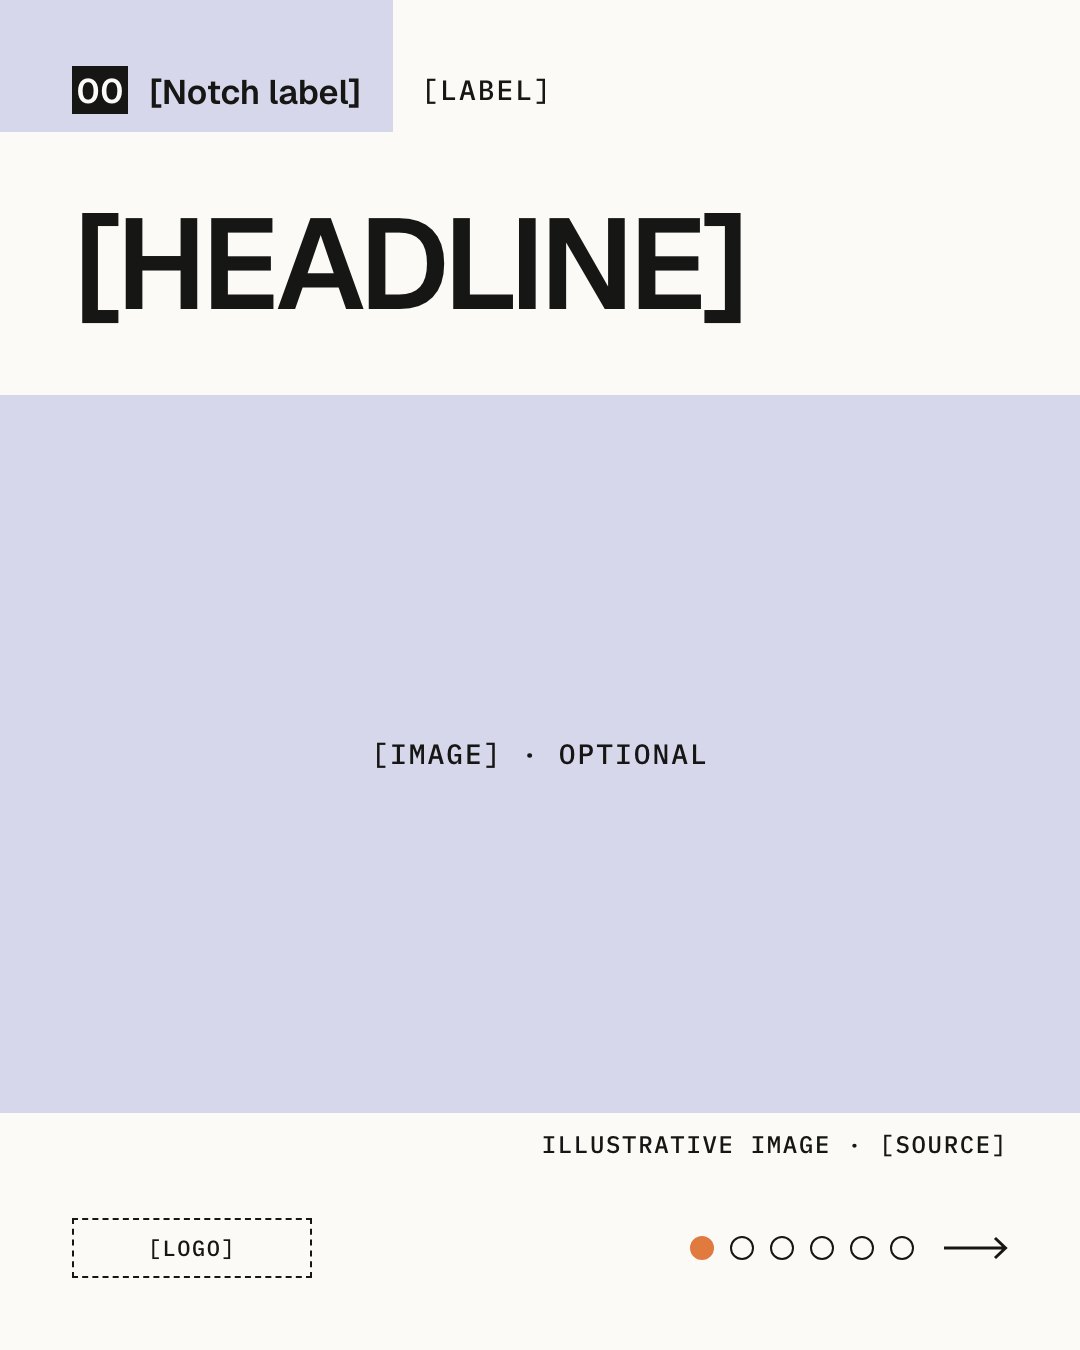 00 [Notch label] [LABEL]
[HEADLINE]
[IMAGE] · OPTIONAL
ILLUSTRATIVE IMAGE · [SOURCE]
[LOGO]